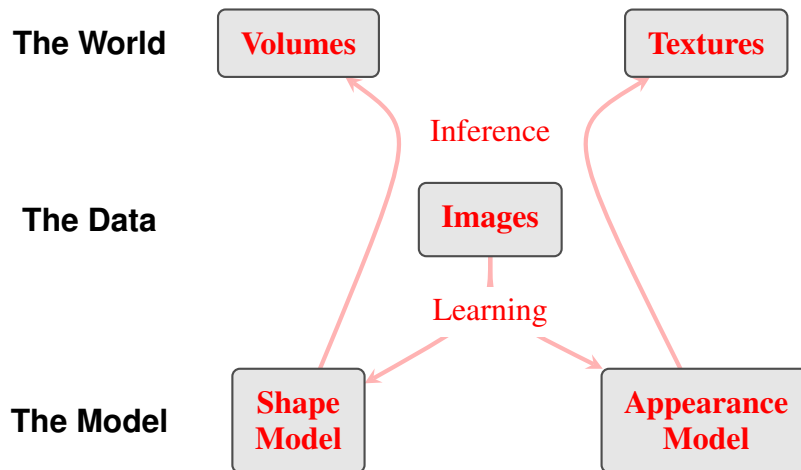 The World
Volumes
Textures
Inference
The Data
Images
Learning
The Model
Shape
Model
Appearance
Model